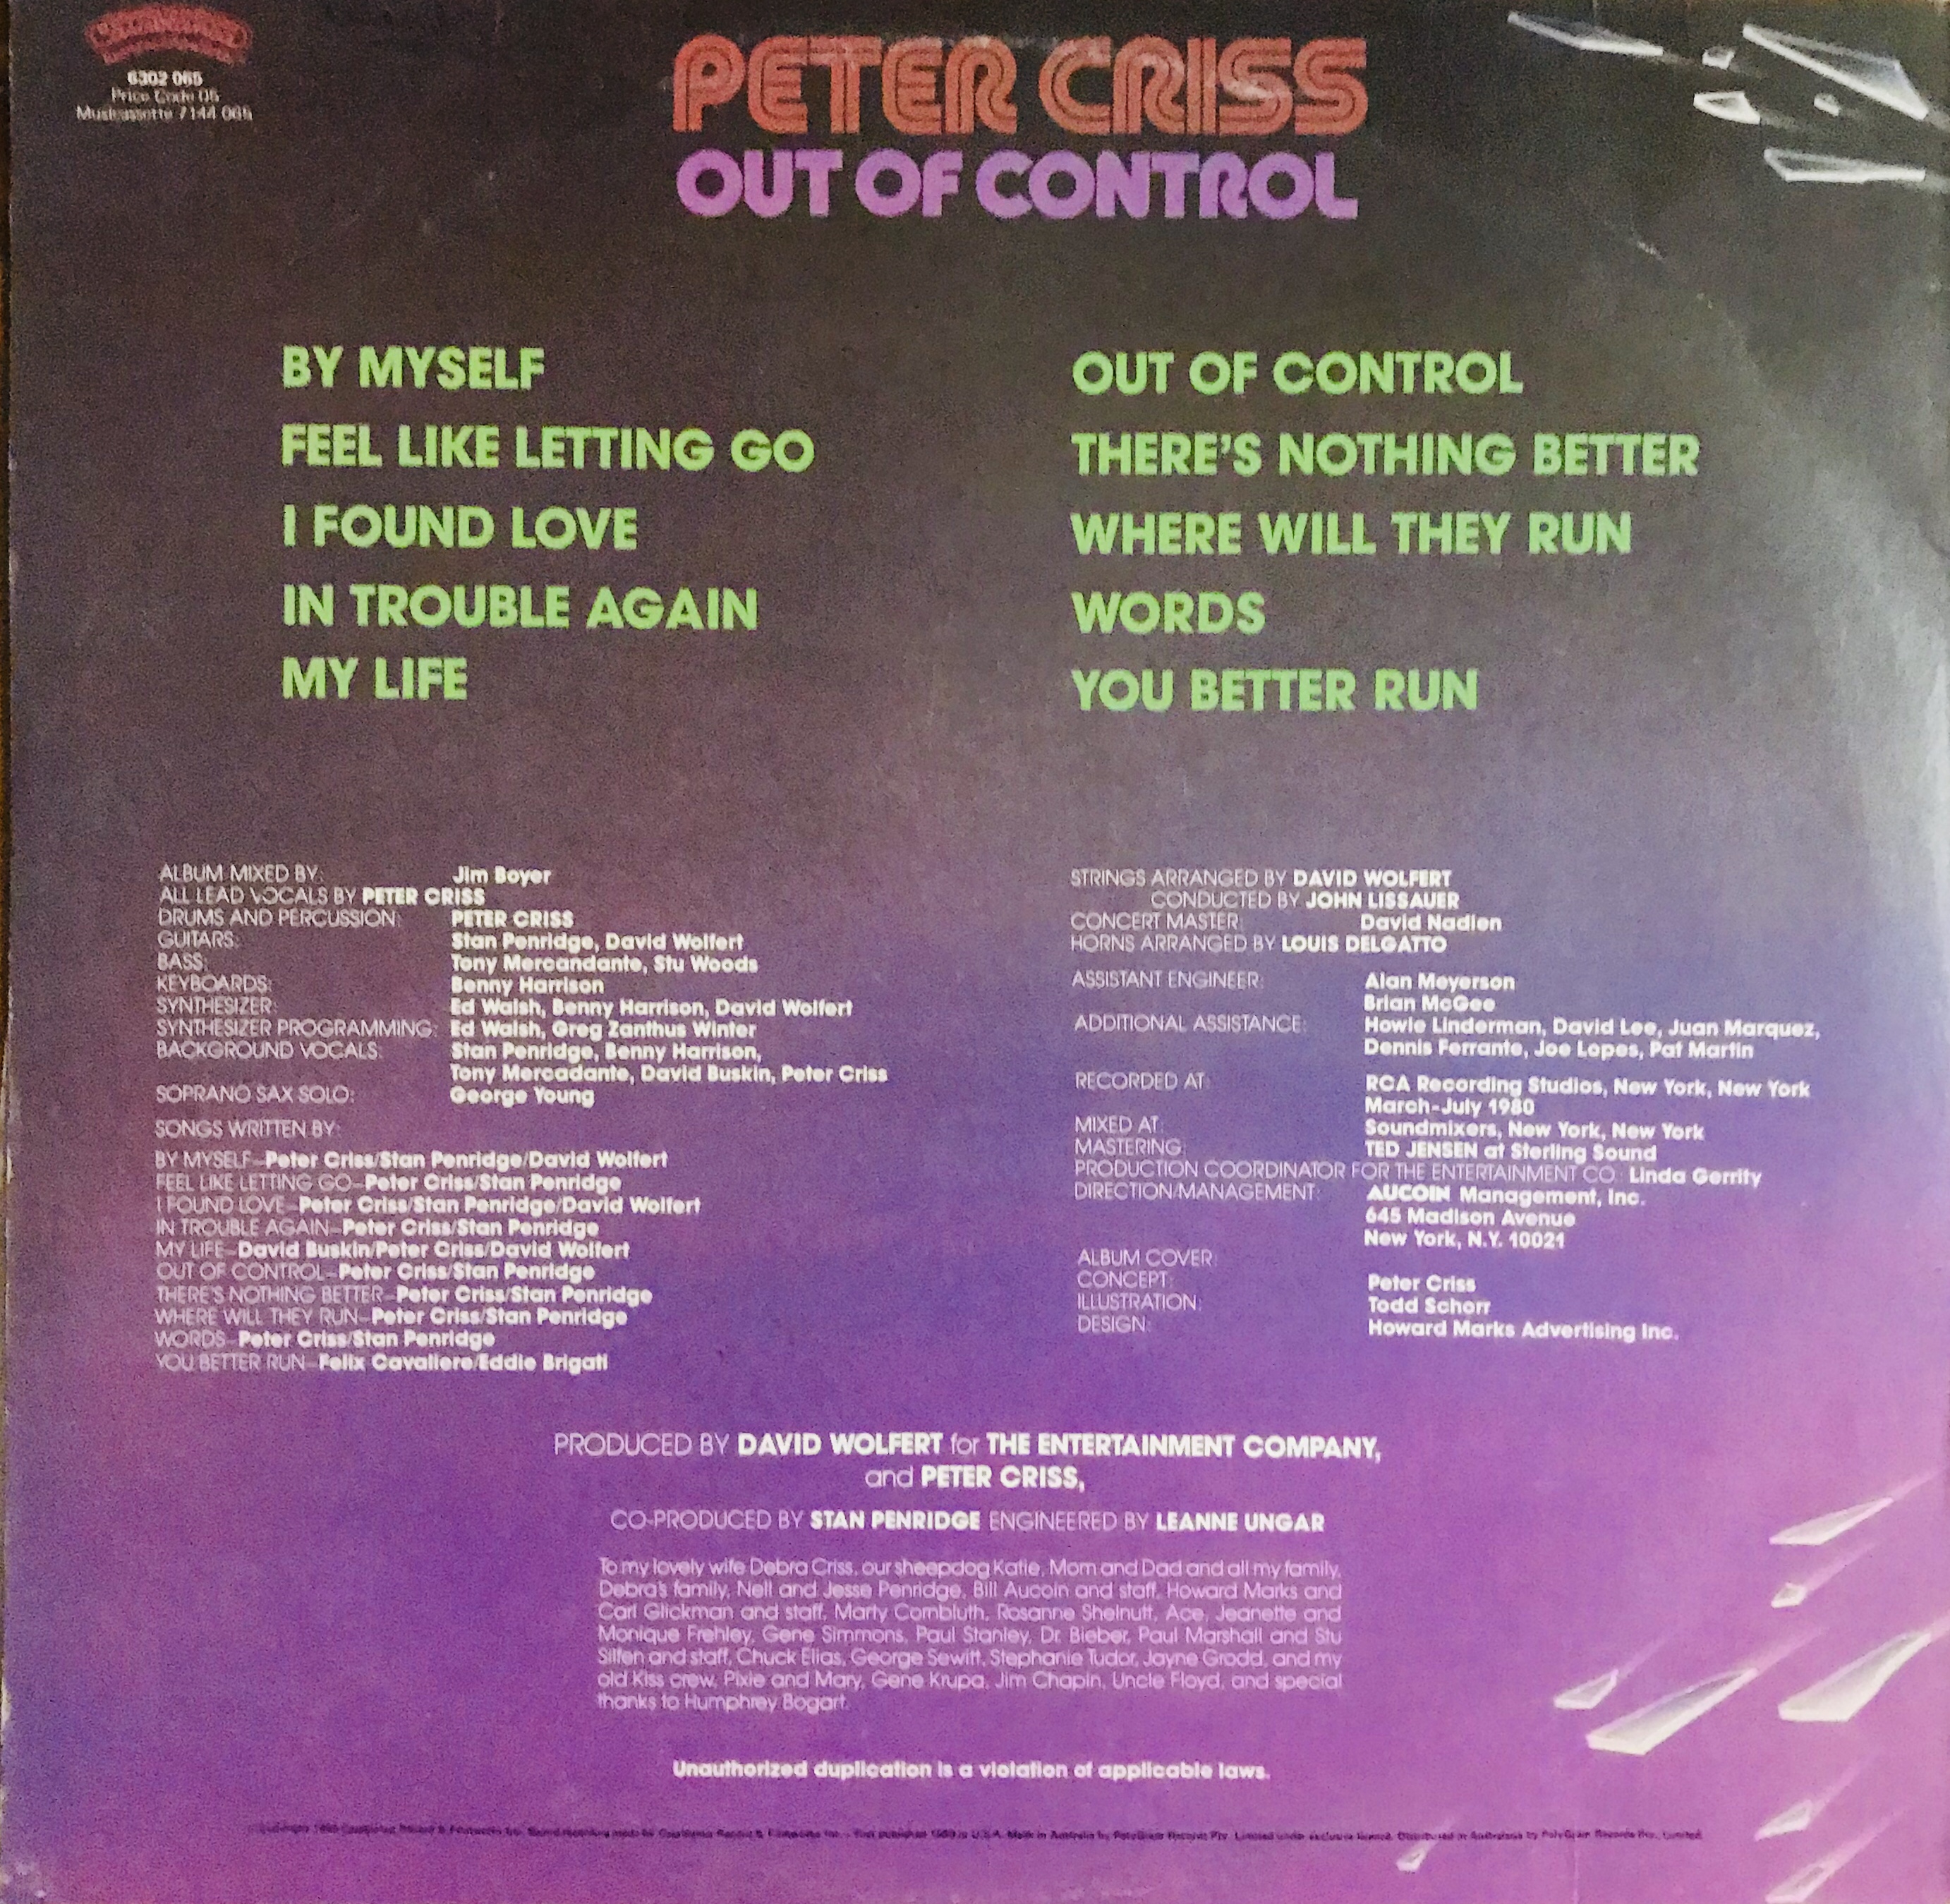 6302 065
Price Code 05
Musicassette 7144 065
PETER CRISS
OUT OF CONTROL
BY MYSELF
FEEL LIKE LETTING GO
I FOUND LOVE
IN TROUBLE AGAIN
MY LIFE
OUT OF CONTROL
THERE'S NOTHING BETTER
WHERE WILL THEY RUN
WORDS
YOU BETTER RUN
ALBUM MIXED BY: Jim Boyer
ALL LEAD VOCALS BY PETER CRISS
DRUMS AND PERCUSSION: PETER CRISS
GUITARS: Stan Penridge, David Wolfert
BASS: Tony Mercandante, Stu Woods
KEYBOARDS: Benny Harrison
SYNTHESIZER: Ed Walsh, Benny Harrison, David Wolfert
SYNTHESIZER PROGRAMMING: Ed Walsh, Greg Zanthus Winter
BACKGROUND VOCALS: Stan Penridge, Benny Harrison,
Tony Mercadante, David Buskin, Peter Criss
SOPRANO SAX SOLO: George Young
SONGS WRITTEN BY:
BY MYSELF–Peter Criss/Stan Penridge/David Wolfert
FEEL LIKE LETTING GO–Peter Criss/Stan Penridge
I FOUND LOVE–Peter Criss/Stan Penridge/David Wolfert
IN TROUBLE AGAIN–Peter Criss/Stan Penridge
MY LIFE–David Buskin/Peter Criss/David Wolfert
OUT OF CONTROL–Peter Criss/Stan Penridge
THERE'S NOTHING BETTER–Peter Criss/Stan Penridge
WHERE WILL THEY RUN–Peter Criss/Stan Penridge
WORDS–Peter Criss/Stan Penridge
YOU BETTER RUN–Felix Cavaliere/Eddie Brigati
STRINGS ARRANGED BY DAVID WOLFERT
CONDUCTED BY JOHN LISSAUER
CONCERT MASTER: David Nadien
HORNS ARRANGED BY LOUIS DELGATTO
ASSISTANT ENGINEER: Alan Meyerson
Brian McGee
ADDITIONAL ASSISTANCE: Howie Linderman, David Lee, Juan Marquez,
Dennis Ferrante, Joe Lopes, Pat Martin
RECORDED AT: RCA Recording Studios, New York, New York
March-July 1980
MIXED AT: Soundmixers, New York, New York
MASTERING: TED JENSEN at Sterling Sound
PRODUCTION COORDINATOR FOR THE ENTERTAINMENT CO.: Linda Gerrity
DIRECTION/MANAGEMENT: AUCOIN Management, Inc.
645 Madison Avenue
New York, N.Y. 10021
ALBUM COVER:
CONCEPT: Peter Criss
ILLUSTRATION: Todd Schorr
DESIGN: Howard Marks Advertising Inc.
PRODUCED BY DAVID WOLFERT for THE ENTERTAINMENT COMPANY,
and PETER CRISS,
CO-PRODUCED BY STAN PENRIDGE ENGINEERED BY LEANNE UNGAR
To my lovely wife Debra Criss, our sheepdog Katie, Mom and Dad and all my family,
Debra's family, Nell and Jesse Penridge, Bill Aucoin and staff, Howard Marks and
Carl Glickman and staff, Marty Cornbluth, Rosanne Shelnutt, Ace, Jeanette and
Monique Frehley, Gene Simmons, Paul Stanley, Dr. Bieber, Paul Marshall and Stu
Silfen and staff, Chuck Elias, George Sewitt, Stephanie Tudor, Jayne Grodd, and my
old Kiss crew, Pixie and Mary, Gene Krupa, Jim Chapin, Uncle Floyd, and special
thanks to Humphrey Bogart.
Unauthorized duplication is a violation of applicable laws.